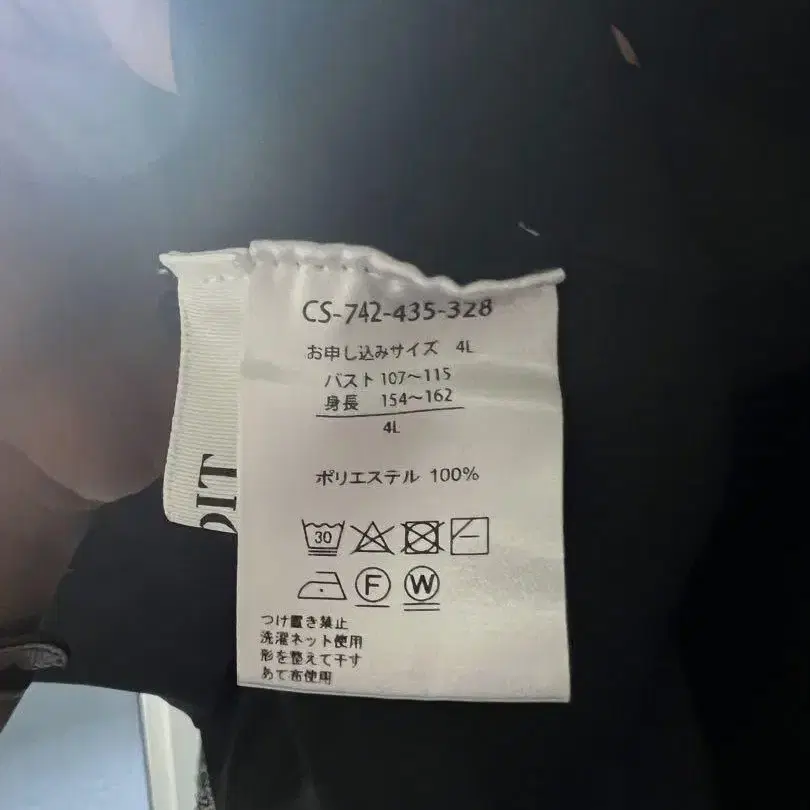 CS-742-435-328
お申し込みサイズ 4L
バスト 107~115
身長 154~162
4L
ポリエステル 100%
30
F W
つけ置き禁止
洗濯ネット使用
形を整えて干す
あて布使用